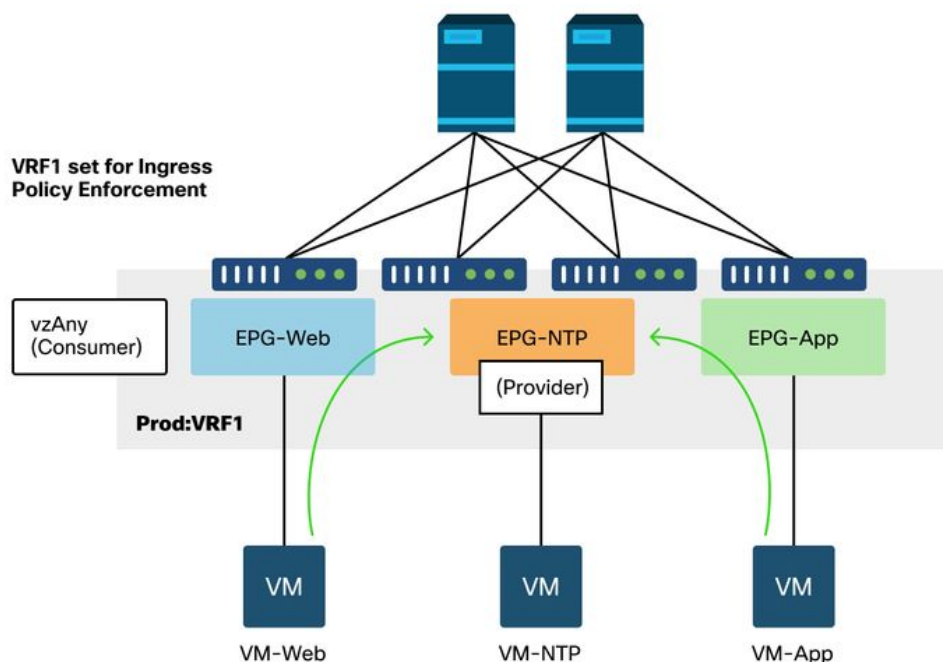 VRF1 set for Ingress
Policy Enforcement
vzAny
(Consumer)
EPG-Web
EPG-NTP
EPG-App
(Provider)
Prod:VRF1
VM
VM
VM
VM-Web
VM-NTP
VM-App